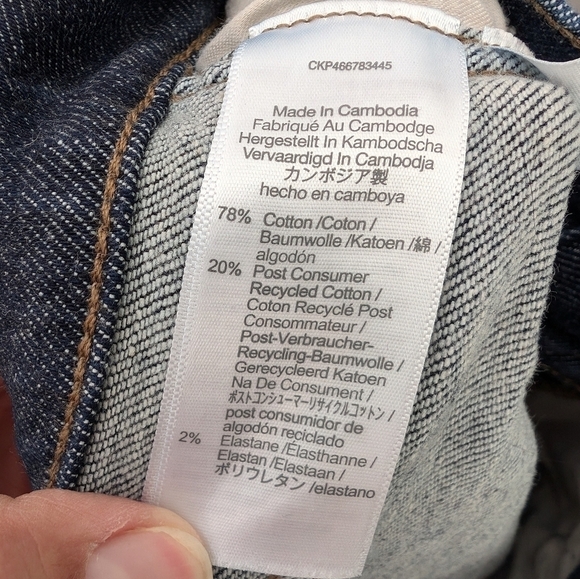 CKP466783445
Made In Cambodia
Fabriqué Au Cambodge
Hergestellt In Kambodscha
Vervaardigd In Cambodja
カンボジア製
hecho en camboya
78% Cotton /Coton /
Baumwolle /Katoen /綿 /
algodón
20% Post Consumer
Recycled Cotton /
Coton Recyclé Post
Consommateur /
Post-Verbraucher-
Recycling-Baumwolle /
Gerecycleerd Katoen
Na De Consument /
ポストコンシューマーリサイクルコットン /
post consumidor de
algodón reciclado
2% Elastane /Élasthanne /
Elastan /Elastaan /
ポリウレタン /elastano